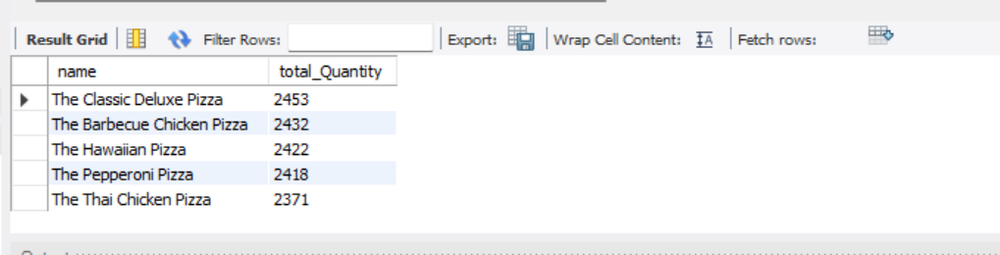 Result Grid Filter Rows: Export: Wrap Cell Content: IA Fetch rows:
name total_Quantity
The Classic Deluxe Pizza 2453
The Barbecue Chicken Pizza 2432
The Hawaiian Pizza 2422
The Pepperoni Pizza 2418
The Thai Chicken Pizza 2371